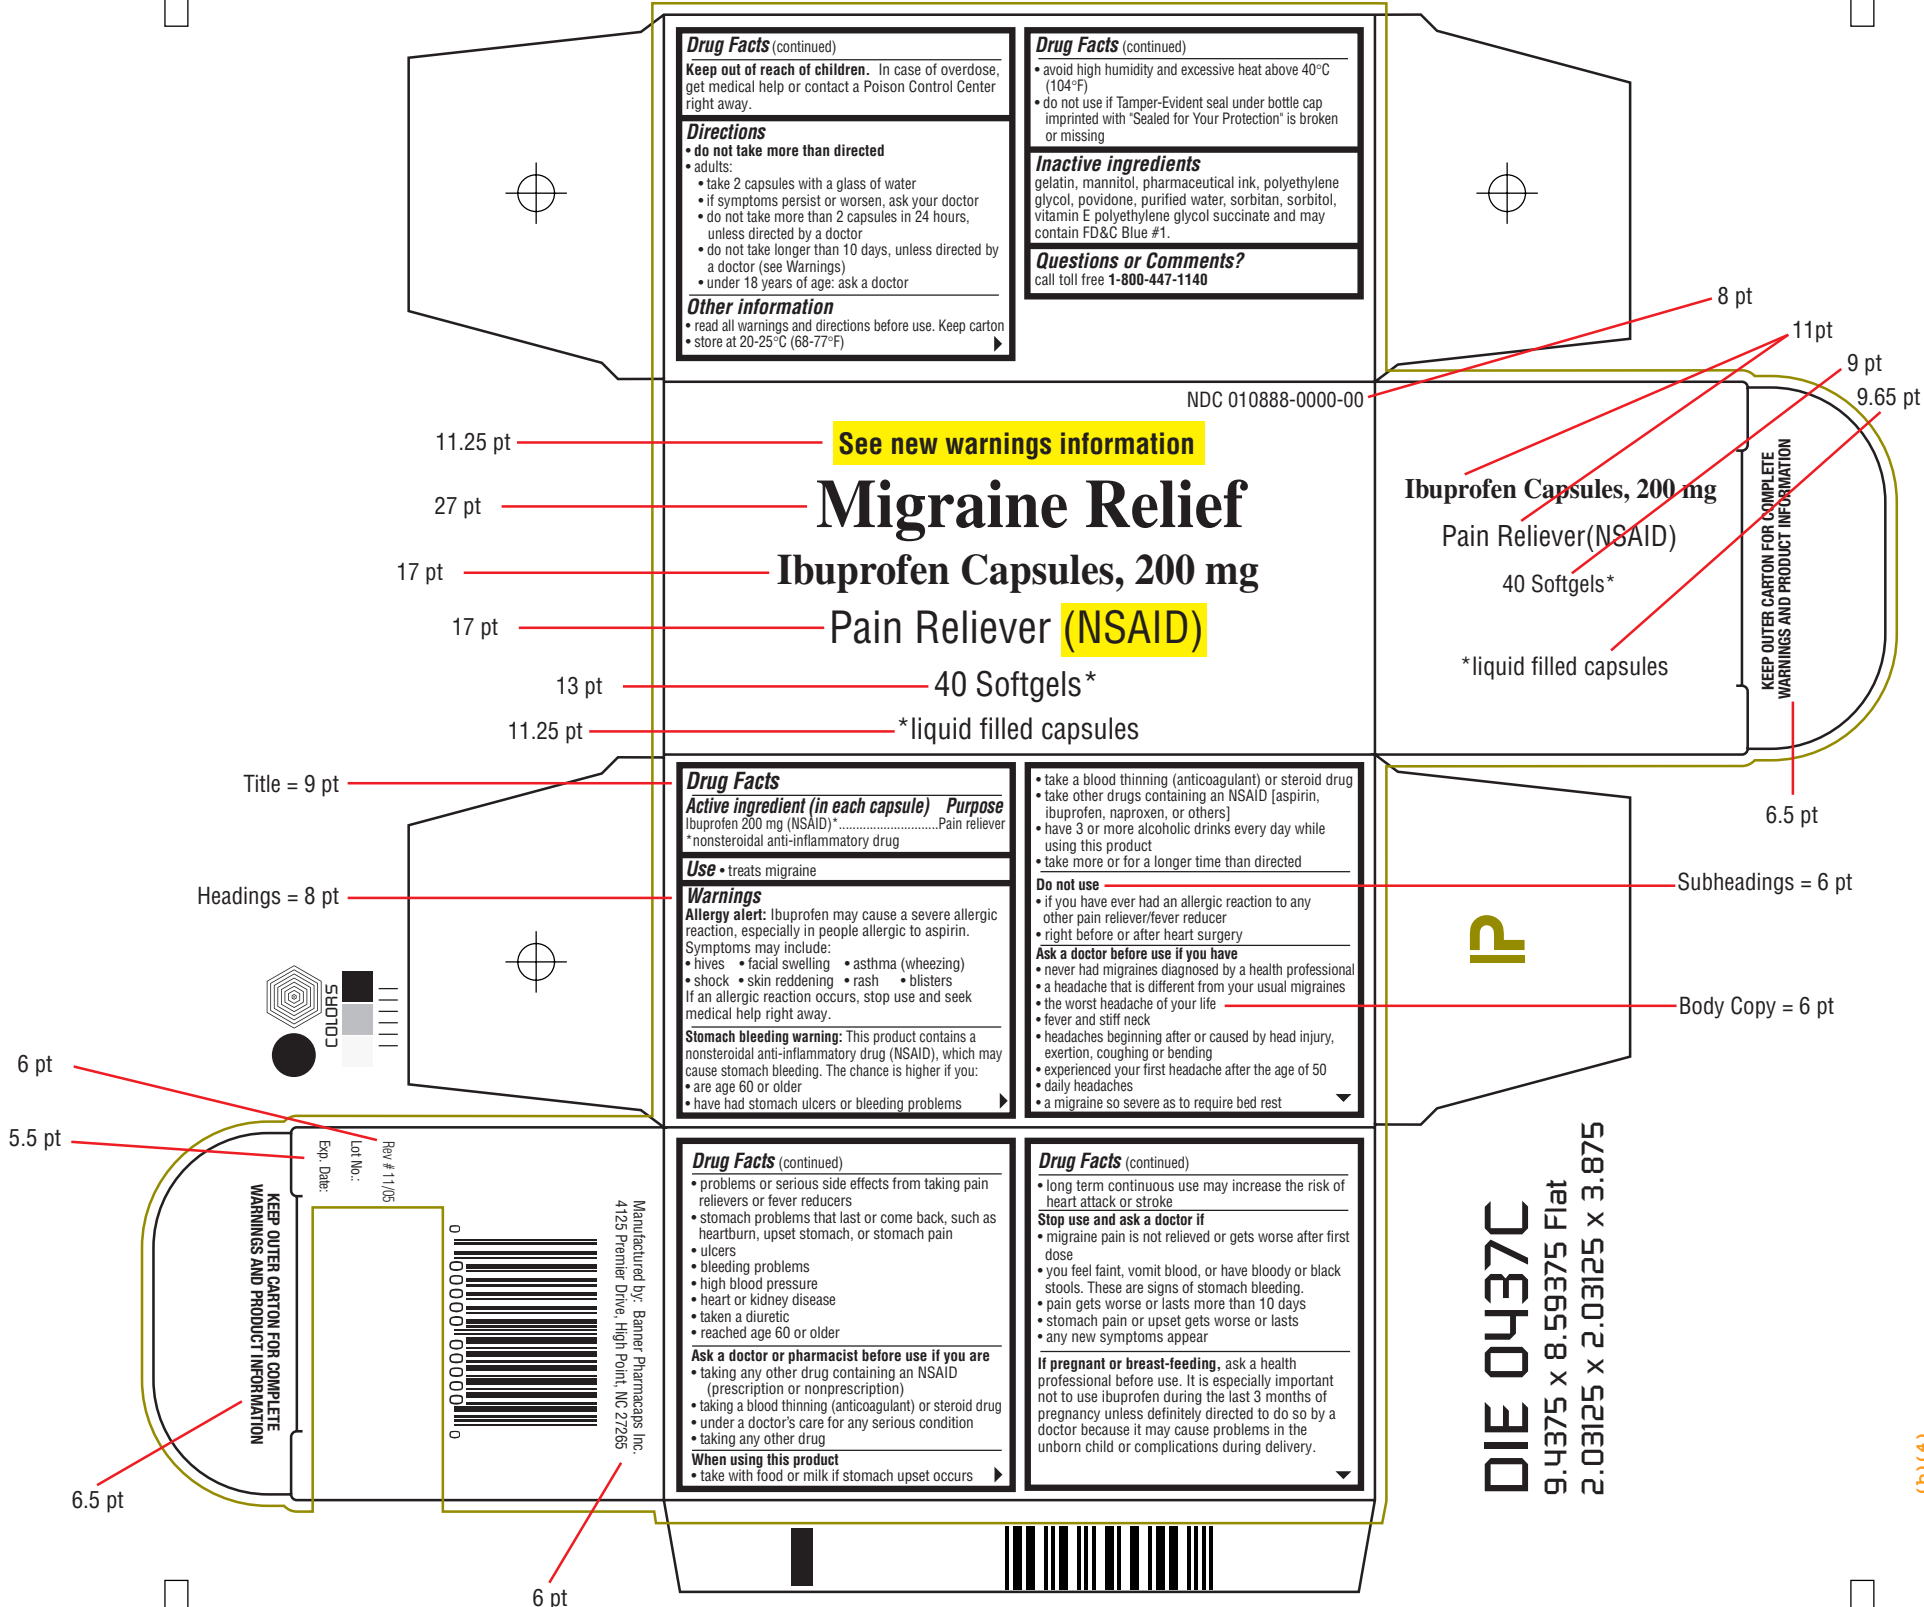 Drug Facts (continued)
Keep out of reach of children. In case of overdose,
get medical help or contact a Poison Control Center
right away.
Directions
• do not take more than directed
• adults:
• take 2 capsules with a glass of water
• if symptoms persist or worsen, ask your doctor
• do not take more than 2 capsules in 24 hours,
unless directed by a doctor
• do not take longer than 10 days, unless directed by
a doctor (see Warnings)
• under 18 years of age: ask a doctor
Other information
• read all warnings and directions before use. Keep carton
• store at 20-25°C (68-77°F)
Drug Facts (continued)
• avoid high humidity and excessive heat above 40°C
(104°F)
• do not use if Tamper-Evident seal under bottle cap
imprinted with "Sealed for Your Protection" is broken
or missing
Inactive ingredients
gelatin, mannitol, pharmaceutical ink, polyethylene
glycol, povidone, purified water, sorbitan, sorbitol,
vitamin E polyethylene glycol succinate and may
contain FD&C Blue #1.
Questions or Comments?
call toll free 1-800-447-1140
8 pt
11pt
9 pt
9.65 pt
NDC 010888-0000-00
11.25 pt
See new warnings information
27 pt
Migraine Relief
17 pt
Ibuprofen Capsules, 200 mg
17 pt
Pain Reliever (NSAID)
13 pt
40 Softgels*
11.25 pt
*liquid filled capsules
Ibuprofen Capsules, 200 mg
Pain Reliever(NSAID)
40 Softgels*
*liquid filled capsules
KEEP OUTER CARTON FOR COMPLETE
WARNINGS AND PRODUCT INFORMATION
6.5 pt
Title = 9 pt
Drug Facts
Active ingredient (in each capsule) Purpose
Ibuprofen 200 mg (NSAID)*.............................Pain reliever
*nonsteroidal anti-inflammatory drug
Use • treats migraine
Headings = 8 pt
Warnings
Allergy alert: Ibuprofen may cause a severe allergic
reaction, especially in people allergic to aspirin.
Symptoms may include:
• hives • facial swelling • asthma (wheezing)
• shock • skin reddening • rash • blisters
If an allergic reaction occurs, stop use and seek
medical help right away.
Stomach bleeding warning: This product contains a
nonsteroidal anti-inflammatory drug (NSAID), which may
cause stomach bleeding. The chance is higher if you:
• are age 60 or older
• have had stomach ulcers or bleeding problems
• take a blood thinning (anticoagulant) or steroid drug
• take other drugs containing an NSAID [aspirin,
ibuprofen, naproxen, or others]
• have 3 or more alcoholic drinks every day while
using this product
• take more or for a longer time than directed
Do not use
• if you have ever had an allergic reaction to any
other pain reliever/fever reducer
• right before or after heart surgery
Ask a doctor before use if you have
• never had migraines diagnosed by a health professional
• a headache that is different from your usual migraines
• the worst headache of your life
• fever and stiff neck
• headaches beginning after or caused by head injury,
exertion, coughing or bending
• experienced your first headache after the age of 50
• daily headaches
• a migraine so severe as to require bed rest
Subheadings = 6 pt
IP
Body Copy = 6 pt
COLORS
6 pt
5.5 pt
Rev # 11/05
Lot No.:
Exp. Date:
KEEP OUTER CARTON FOR COMPLETE
WARNINGS AND PRODUCT INFORMATION
6.5 pt
0 00000 00000 0
Manufactured by: Banner Pharmacaps Inc.
4125 Premier Drive, High Point, NC 27265
6 pt
Drug Facts (continued)
• problems or serious side effects from taking pain
relievers or fever reducers
• stomach problems that last or come back, such as
heartburn, upset stomach, or stomach pain
• ulcers
• bleeding problems
• high blood pressure
• heart or kidney disease
• taken a diuretic
• reached age 60 or older
Ask a doctor or pharmacist before use if you are
• taking any other drug containing an NSAID
(prescription or nonprescription)
• taking a blood thinning (anticoagulant) or steroid drug
• under a doctor's care for any serious condition
• taking any other drug
When using this product
• take with food or milk if stomach upset occurs
Drug Facts (continued)
• long term continuous use may increase the risk of
heart attack or stroke
Stop use and ask a doctor if
• migraine pain is not relieved or gets worse after first
dose
• you feel faint, vomit blood, or have bloody or black
stools. These are signs of stomach bleeding.
• pain gets worse or lasts more than 10 days
• stomach pain or upset gets worse or lasts
• any new symptoms appear
If pregnant or breast-feeding, ask a health
professional before use. It is especially important
not to use ibuprofen during the last 3 months of
pregnancy unless definitely directed to do so by a
doctor because it may cause problems in the
unborn child or complications during delivery.
DIE 0437C
9.4375 x 8.59375 Flat
2.03125 x 2.03125 x 3.875